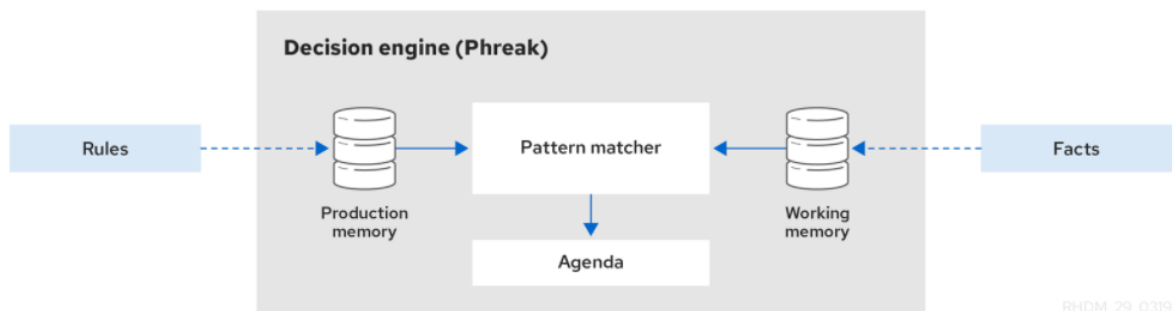 Decision engine (Phreak)
Rules
Pattern matcher
Facts
Production
memory
Working
memory
Agenda
RHDM_29_0319